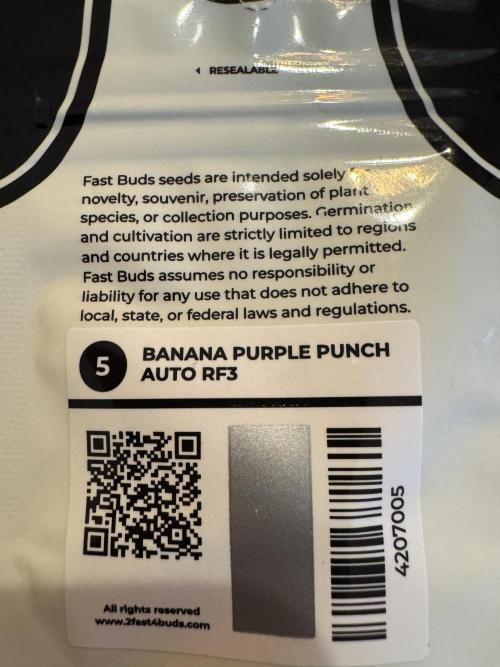 RESEALABLE
Fast Buds seeds are intended solely
novelty, souvenir, preservation of plant
species, or collection purposes. Germination
and cultivation are strictly limited to regions
and countries where it is legally permitted.
Fast Buds assumes no responsibility or
liability for any use that does not adhere to
local, state, or federal laws and regulations.
5
BANANA PURPLE PUNCH
AUTO RF3
4207005
All rights reserved
www.2fast4buds.com